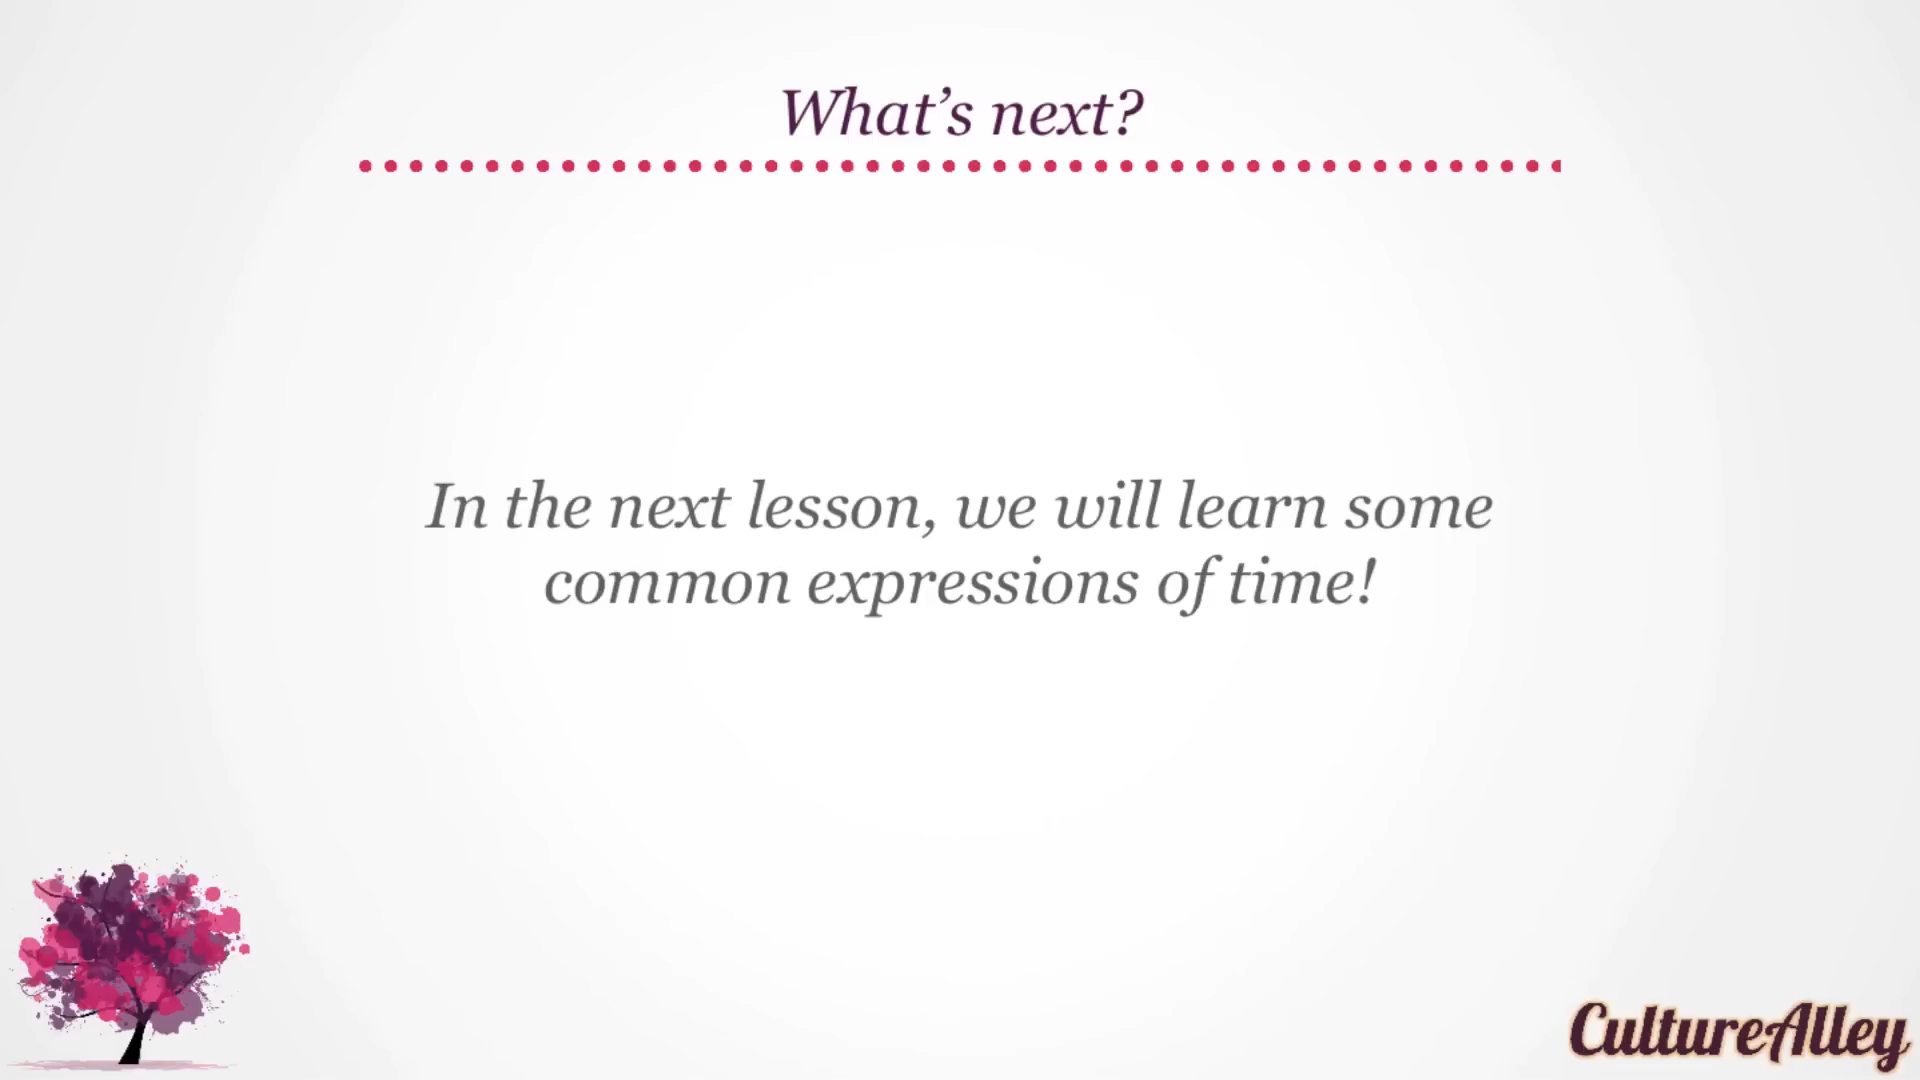 What’s next?
In the next lesson, we will learn some
common expressions of time!
CultureAlley